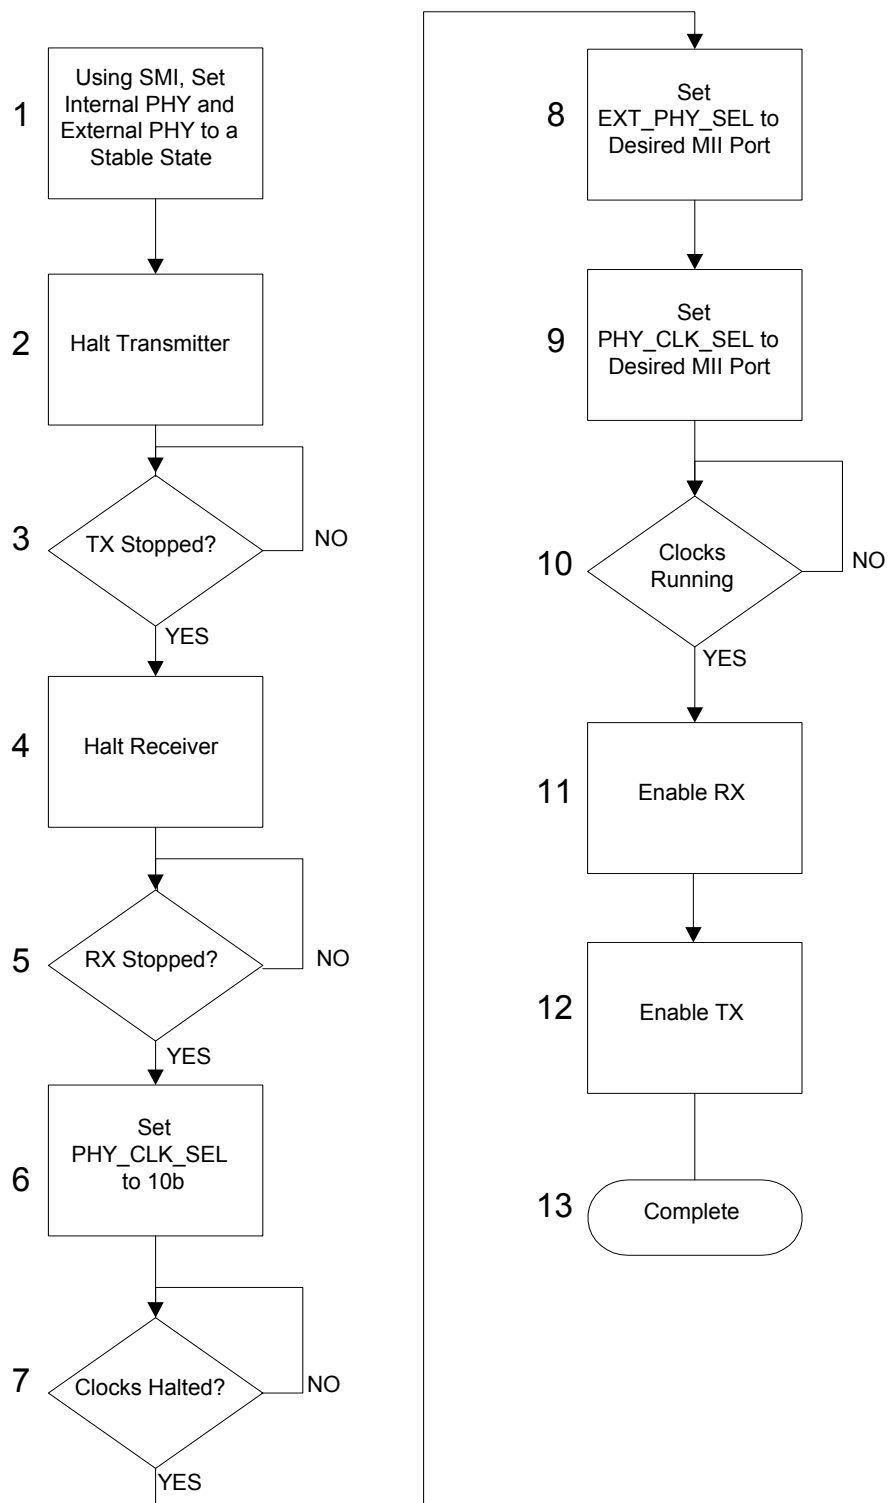 1
Using SMI, Set
Internal PHY and
External PHY to a
Stable State
2
Halt Transmitter
3
TX Stopped?
NO
YES
4
Halt Receiver
5
RX Stopped?
NO
YES
6
Set
PHY_CLK_SEL
to 10b
7
Clocks Halted?
NO
YES
8
Set
EXT_PHY_SEL to
Desired MII Port
9
Set
PHY_CLK_SEL to
Desired MII Port
10
Clocks
Running
NO
YES
11
Enable RX
12
Enable TX
13
Complete